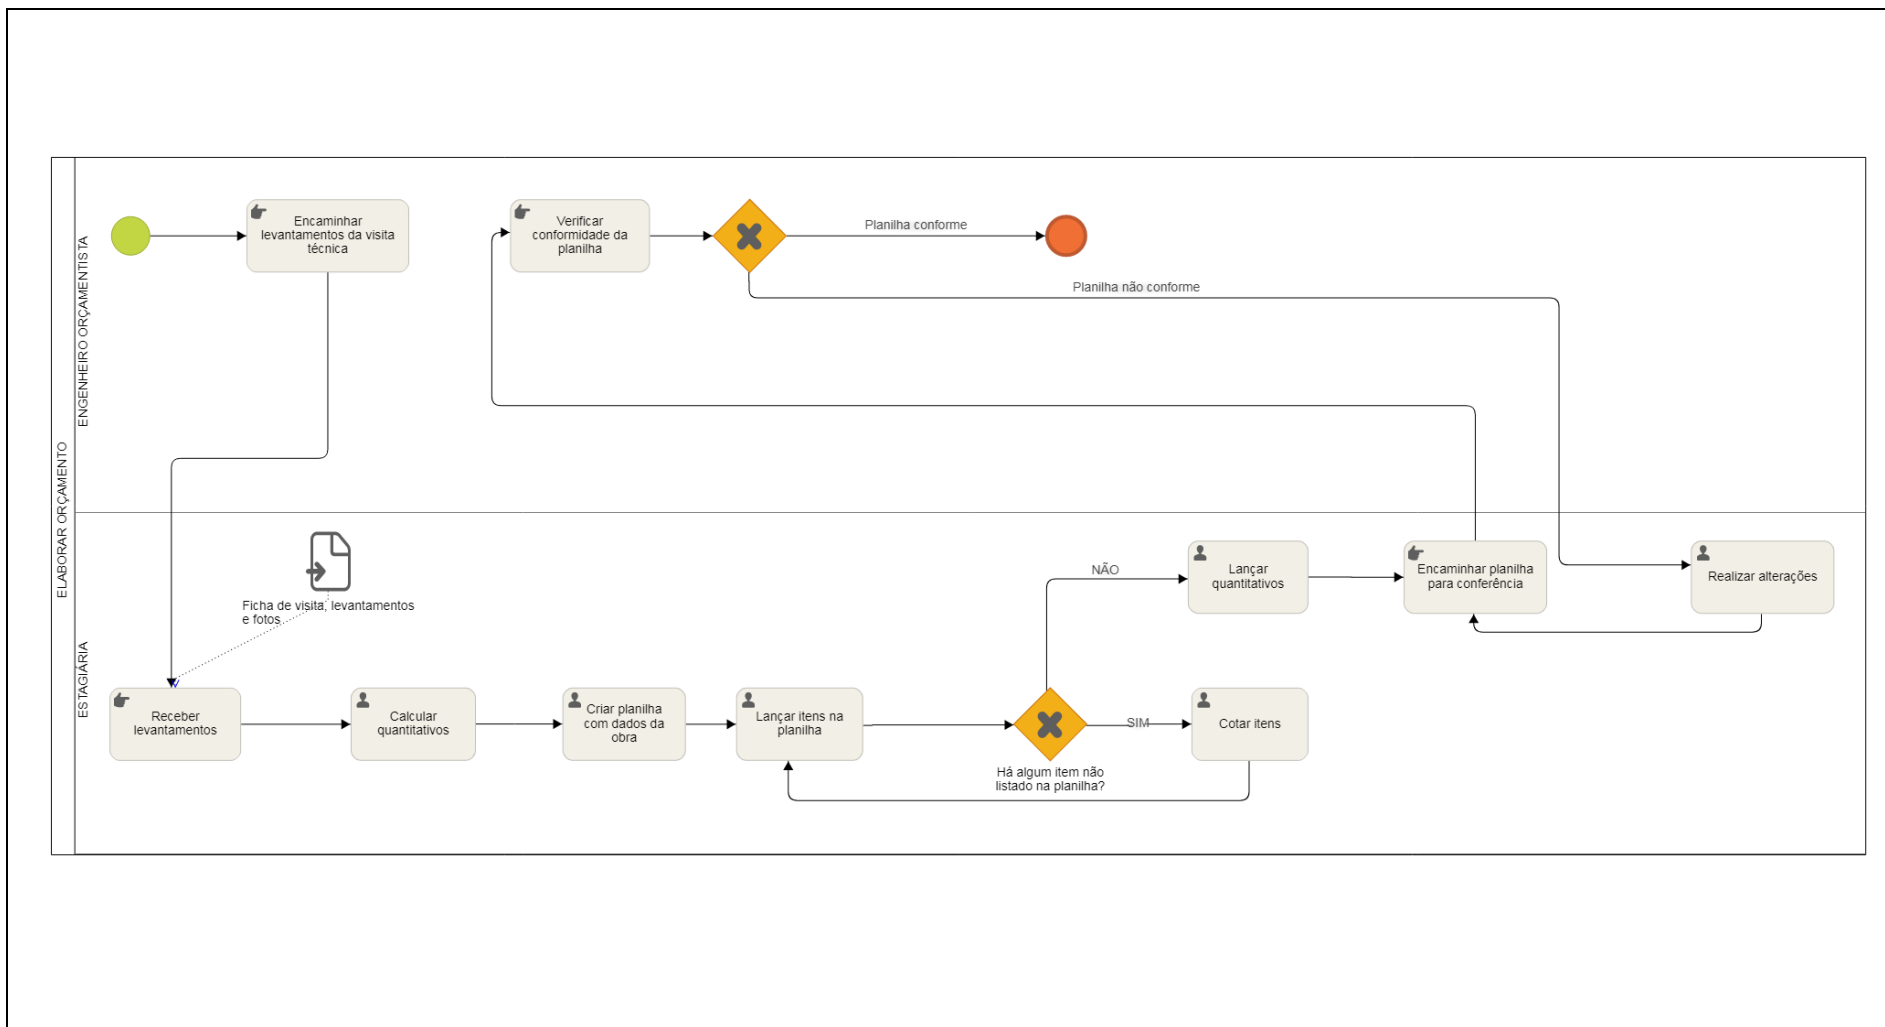 ELABORAR ORÇAMENTO
ENGENHEIRO ORÇAMENTISTA
Encaminhar
levantamentos da visita
técnica
Verificar
conformidade da
planilha
Planilha conforme
Planilha não conforme
ESTAGIÁRIA
Ficha de visita, levantamentos
e fotos
Receber
levantamentos
Calcular
quantitativos
Criar planilha
com dados da
obra
Lançar itens na
planilha
Há algum item não
listado na planilha?
NÃO
SIM
Lançar
quantitativos
Cotar itens
Encaminhar planilha
para conferência
Realizar alterações